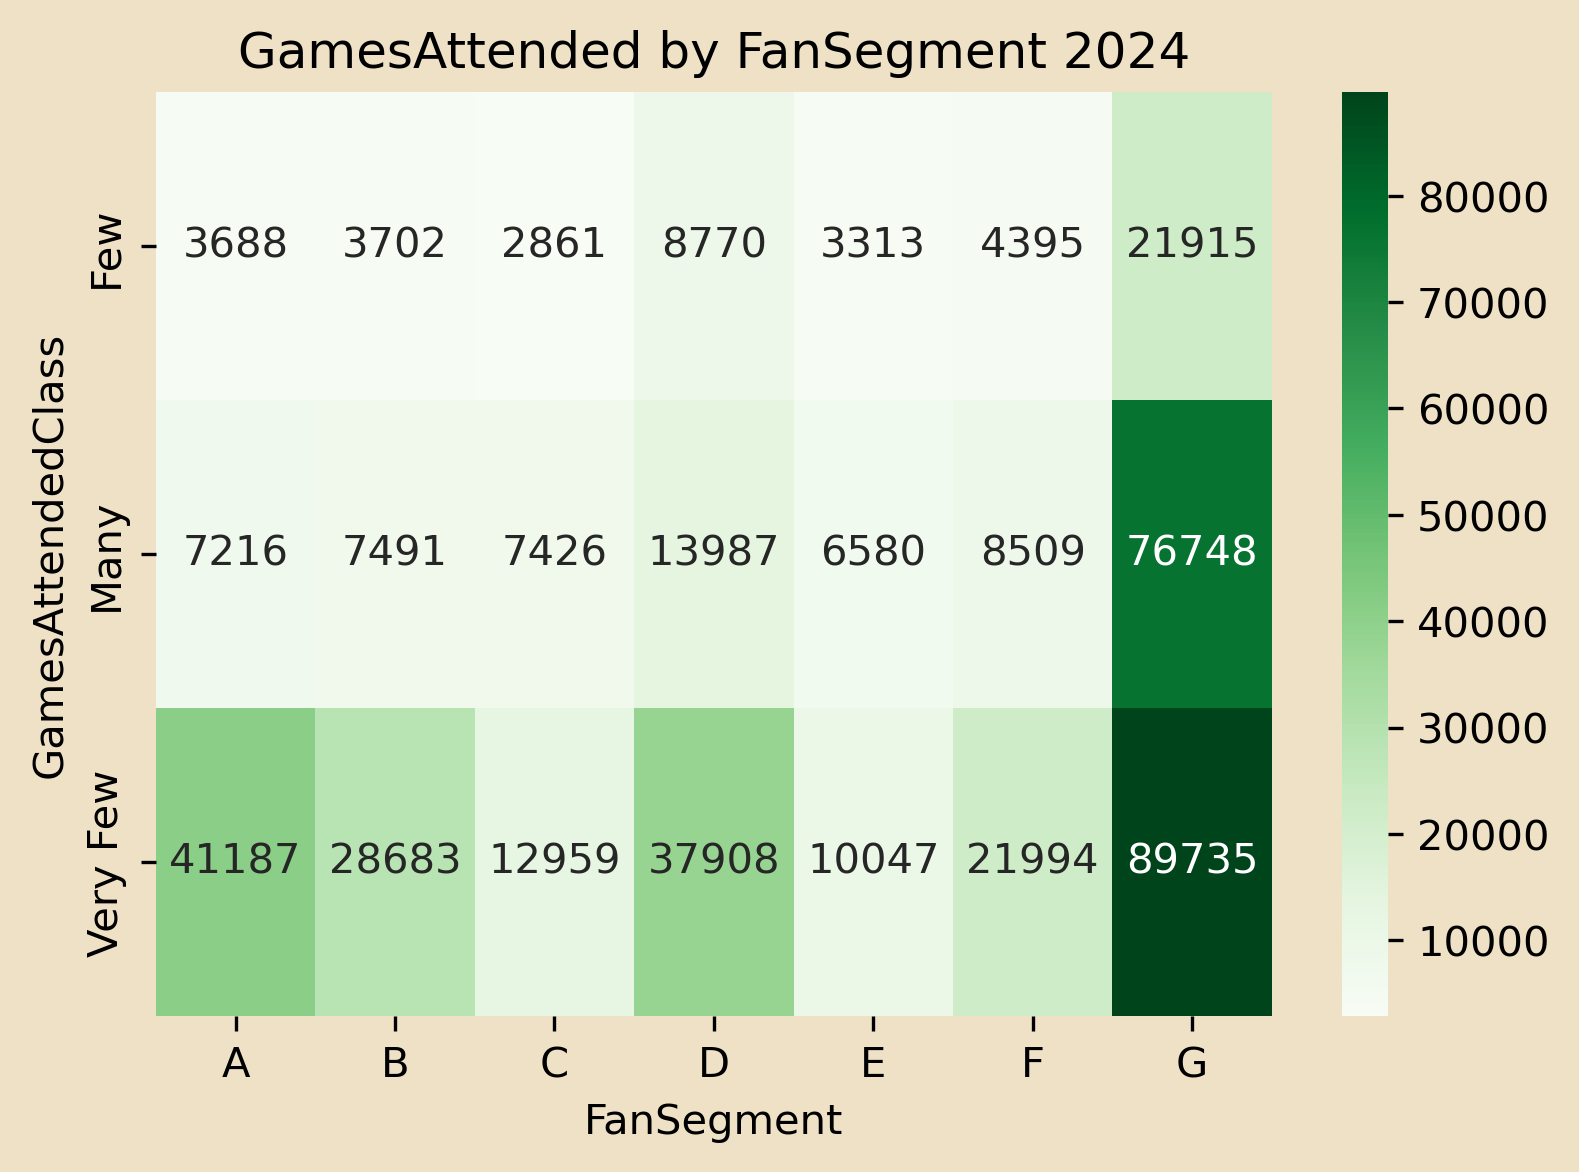 GamesAttended by FanSegment 2024
GamesAttendedClass
Few
3688 3702 2861 8770 3313 4395 21915
Many
7216 7491 7426 13987 6580 8509 76748
Very Few
41187 28683 12959 37908 10047 21994 89735
A B C D E F G
FanSegment
80000
70000
60000
50000
40000
30000
20000
10000